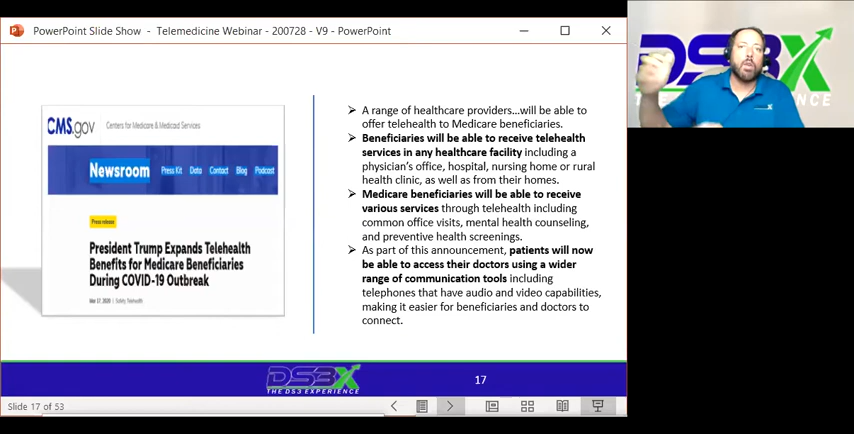 PowerPoint Slide Show - Telemedicine Webinar - 200728 - V9 - PowerPoint
CMS.gov Centers for Medicare & Medicaid Services
Newsroom Press Kit Data Contact Blog Podcast
Press release
President Trump Expands Telehealth
Benefits for Medicare Beneficiaries
During COVID-19 Outbreak
Mar 17, 2020 | Safety, Telehealth
➢ A range of healthcare providers...will be able to
offer telehealth to Medicare beneficiaries.
➢ Beneficiaries will be able to receive telehealth
services in any healthcare facility including a
physician's office, hospital, nursing home or rural
health clinic, as well as from their homes.
➢ Medicare beneficiaries will be able to receive
various services through telehealth including
common office visits, mental health counseling,
and preventive health screenings.
➢ As part of this announcement, patients will now
be able to access their doctors using a wider
range of communication tools including
telephones that have audio and video capabilities,
making it easier for beneficiaries and doctors to
connect.
DS3X
THE DS3 EXPERIENCE
17
Slide 17 of 53